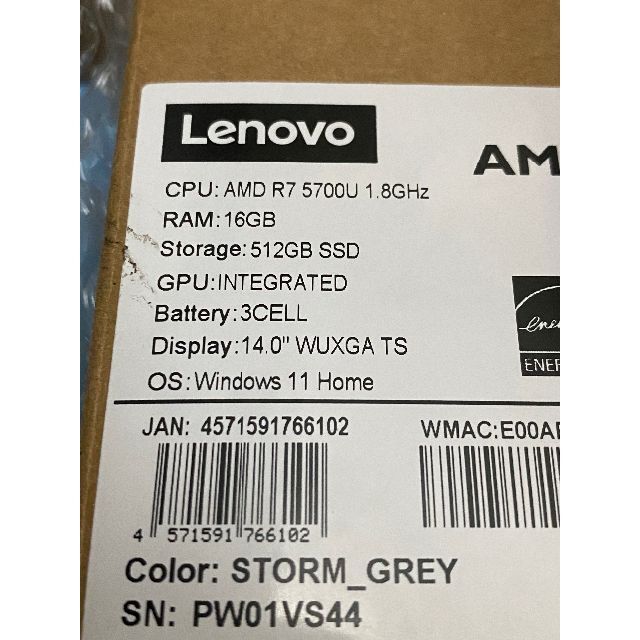 Lenovo
AM
CPU: AMD R7 5700U 1.8GHz
RAM:16GB
Storage:512GB SSD
GPU:INTEGRATED
Battery:3CELL
Display:14.0" WUXGA TS
OS:Windows 11 Home
ENER
JAN: 4571591766102
WMAC:E00A
4 571591 766102
Color: STORM_GREY
SN: PW01VS44